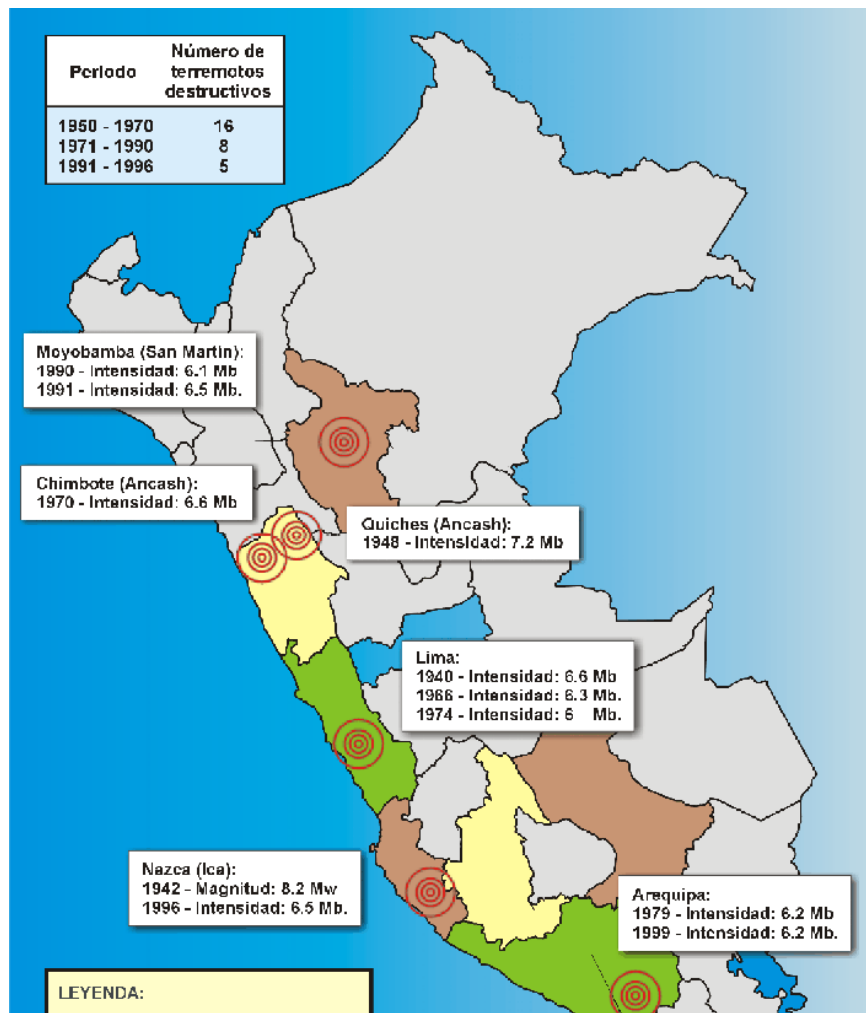 Periodo
Número de
terremotos
destructivos
1950 - 1970 16
1971 - 1990 8
1991 - 1996 5
Moyobamba (San Martín):
1990 - Intensidad: 6.1 Mb
1991 - Intensidad: 6.5 Mb.
Chimbote (Ancash):
1970 - Intensidad: 6.6 Mb
Quiches (Ancash):
1948 - Intensidad: 7.2 Mb
Lima:
1940 - Intensidad: 6.6 Mb
1966 - Intensidad: 6.3 Mb.
1974 - Intensidad: 6 Mb.
Nazca (Ica):
1942 - Magnitud: 8.2 Mw
1996 - Intensidad: 6.5 Mb.
Arequipa:
1979 - Intensidad: 6.2 Mb
1999 - Intensidad: 6.2 Mb.
LEYENDA: